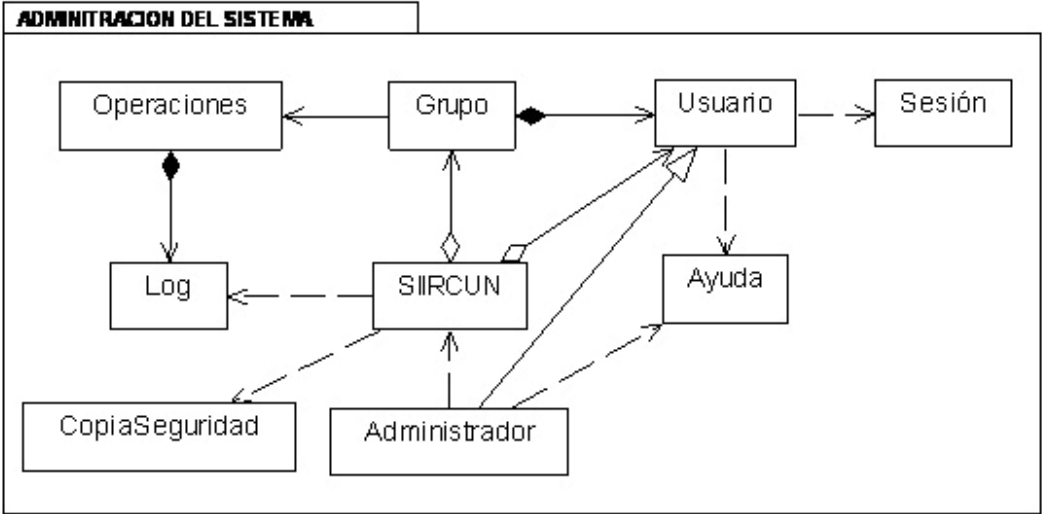 ADMINITRACION DEL SISTEMA
Operaciones
Grupo
Usuario
Sesión
Log
SIIRCUN
Ayuda
CopiaSeguridad
Administrador